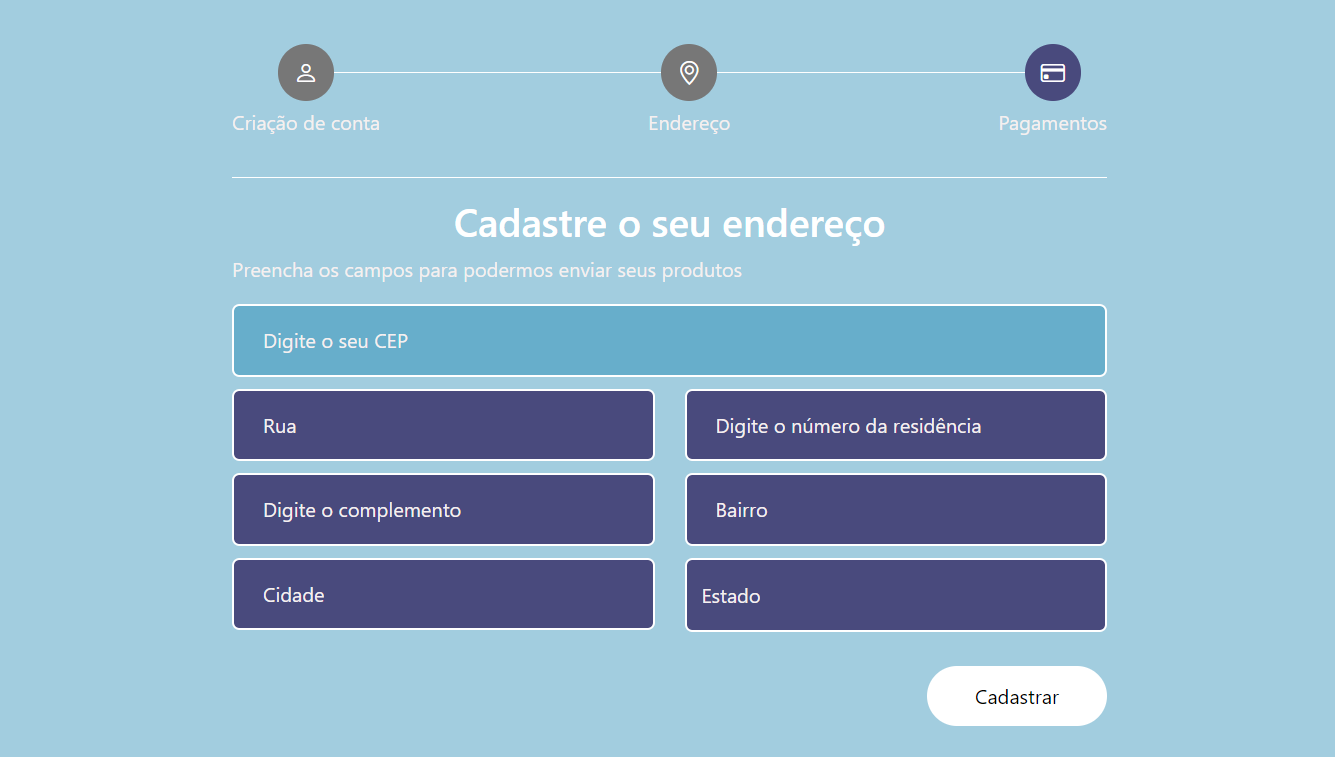 Criação de conta
Endereço
Pagamentos
Cadastre o seu endereço
Preencha os campos para podermos enviar seus produtos
Digite o seu CEP
Rua
Digite o número da residência
Digite o complemento
Bairro
Cidade
Estado
Cadastrar